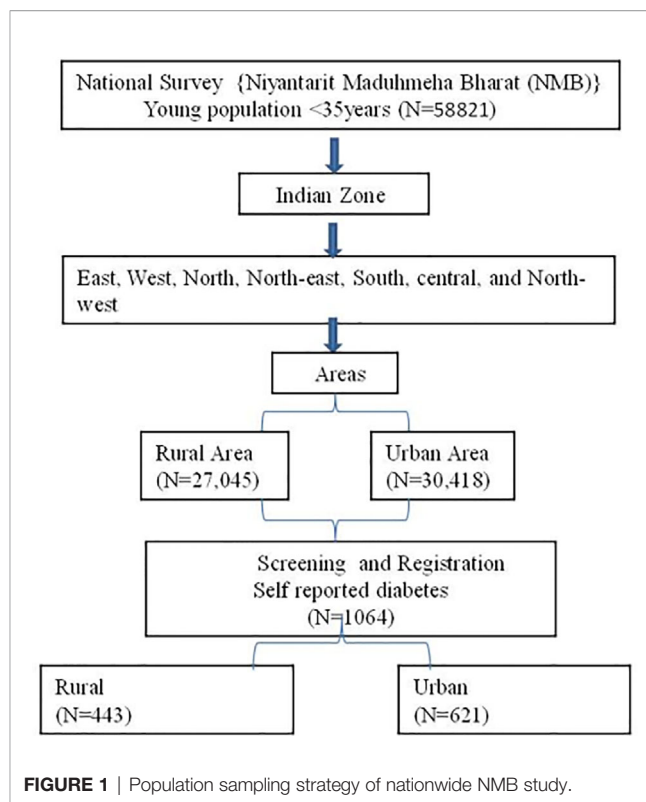 National Survey {Niyantarit Maduhmeha Bharat (NMB)}
Young population <35years (N=58821)
Indian Zone
East, West, North, North-east, South, central, and North-
west
Areas
Rural Area
(N=27,045)
Urban Area
(N=30,418)
Screening and Registration
Self reported diabetes
(N=1064)
Rural
(N=443)
Urban
(N=621)
FIGURE 1 | Population sampling strategy of nationwide NMB study.